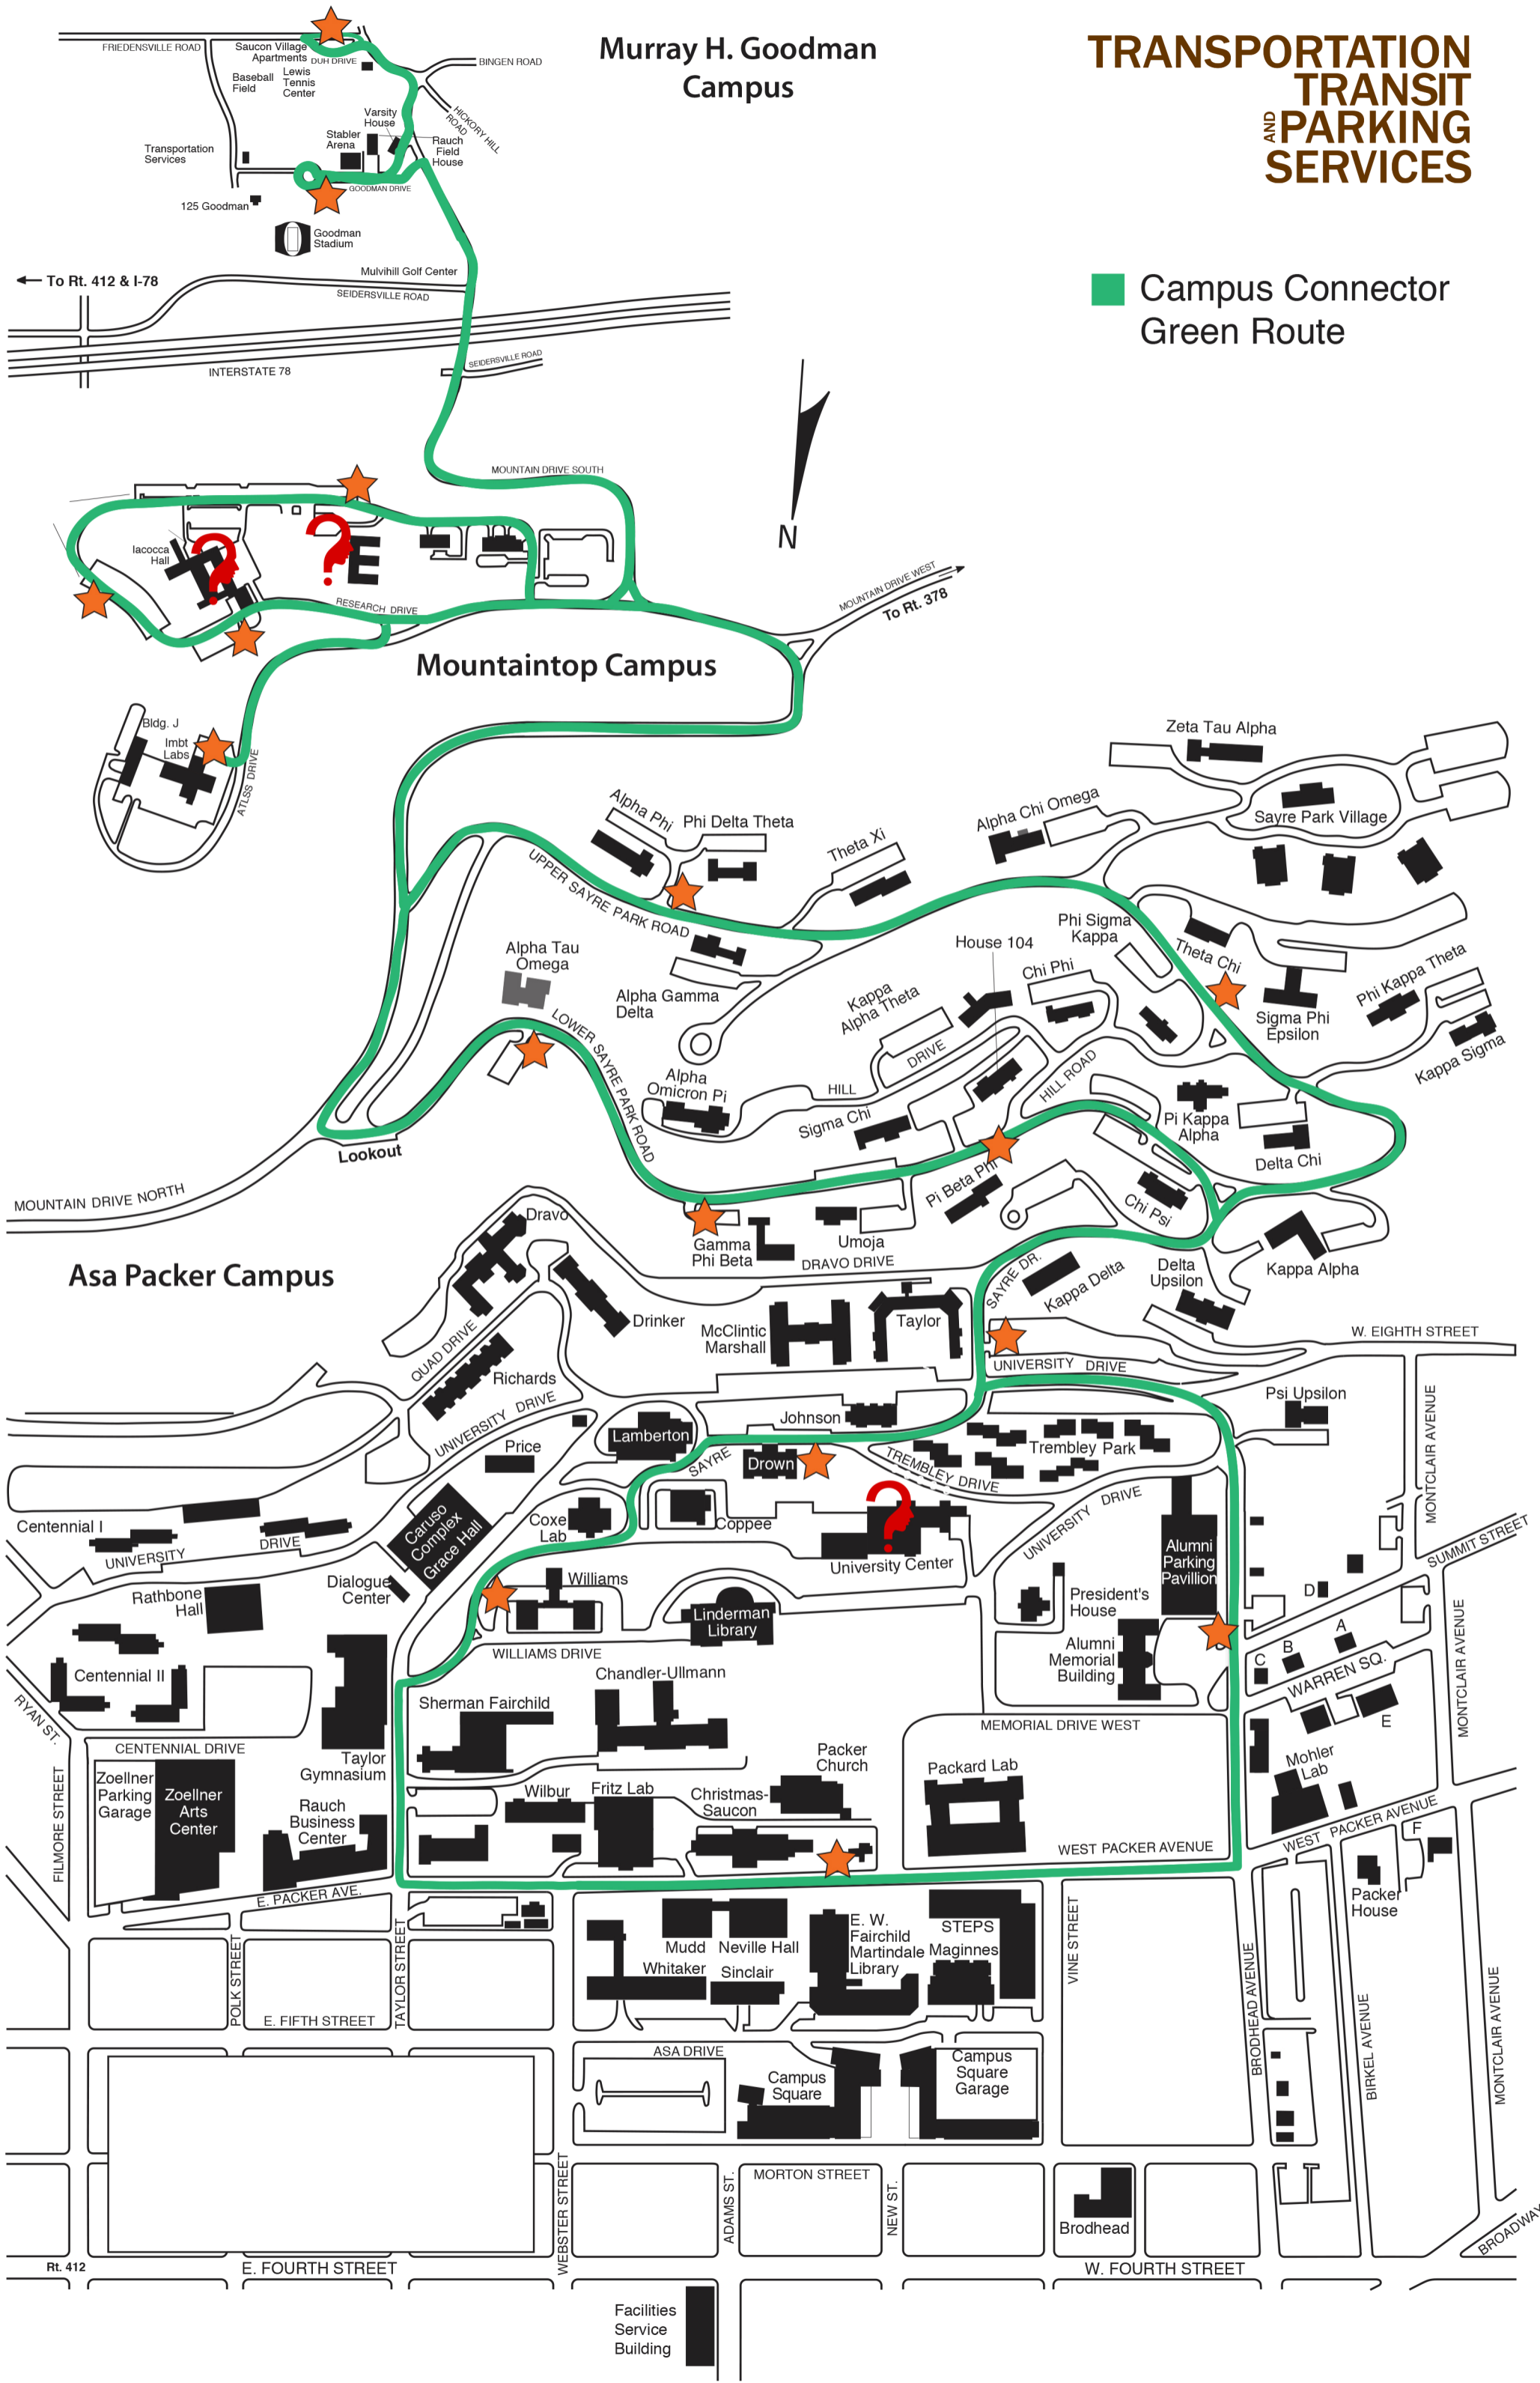 Murray H. Goodman
Campus
TRANSPORTATION
TRANSIT
AND PARKING
SERVICES
Campus Connector
Green Route
FRIEDENSVILLE ROAD
Saucon Village
Apartments
DUH DRIVE
Baseball
Field
Lewis
Tennis
Center
BINGEN ROAD
HICKORY HILL
ROAD
Varsity
House
Stabler
Arena
Rauch
Field
House
Transportation
Services
GOODMAN DRIVE
125 Goodman
Goodman
Stadium
Mulvihill Golf Center
To Rt. 412 & I-78
SEIDERSVILLE ROAD
SEIDERSVILLE ROAD
INTERSTATE 78
MOUNTAIN DRIVE SOUTH
N
Iacocca
Hall
? ?
E
RESEARCH DRIVE
MOUNTAIN DRIVE WEST
To Rt. 378
Mountaintop Campus
Bldg. J
Imbt
Labs
ATLSS DRIVE
Zeta Tau Alpha
Alpha Phi
Phi Delta Theta
Theta Xi
Alpha Chi Omega
Sayre Park Village
UPPER SAYRE PARK ROAD
Alpha Tau
Omega
Alpha Gamma
Delta
House 104
Phi Sigma
Kappa
Theta Chi
Kappa
Alpha Theta
Chi Phi
Sigma Phi
Epsilon
Phi Kappa Theta
Kappa Sigma
LOWER SAYRE PARK ROAD
Alpha
Omicron Pi
HILL
DRIVE
HILL ROAD
Sigma Chi
Pi Kappa
Alpha
Delta Chi
Lookout
MOUNTAIN DRIVE NORTH
Pi Beta Phi
Chi Psi
Dravo
Gamma
Phi Beta
Umoja
DRAVO DRIVE
Asa Packer Campus
SAYRE DR.
Kappa Delta
Delta
Upsilon
Kappa Alpha
Drinker
McClintic
Marshall
Taylor
W. EIGHTH STREET
QUAD DRIVE
Richards
UNIVERSITY DRIVE
UNIVERSITY DRIVE
Psi Upsilon
MONTCLAIR AVENUE
Johnson
Lamberton
Price
SAYRE
Drown
TREMBLEY DRIVE
Trembley Park
?
Centennial I
UNIVERSITY
DRIVE
Caruso
Complex
Grace Hall
Coxe
Lab
Coppee
University Center
UNIVERSITY DRIVE
Alumni
Parking
Pavilion
SUMMIT STREET
Dialogue
Center
Williams
Rathbone
Hall
Linderman
Library
President's
House
D
A
B
C
WARREN SQ.
E
MONTCLAIR AVENUE
WILLIAMS DRIVE
Alumni
Memorial
Building
Centennial II
Chandler-Ullmann
Sherman Fairchild
RYAN ST.
MEMORIAL DRIVE WEST
CENTENNIAL DRIVE
Taylor
Gymnasium
Zoellner
Parking
Garage
Zoellner
Arts
Center
Rauch
Business
Center
Wilbur
Fritz Lab
Christmas-
Saucon
Packer
Church
Packard Lab
Mohler
Lab
WEST PACKER AVENUE
WEST PACKER AVENUE
F
FILMORE STREET
E. PACKER AVE.
Packer
House
POLK STREET
TAYLOR STREET
Mudd
Neville Hall
E. W.
Fairchild
Martindale
Library
STEPS
Maginnes
Whitaker
Sinclair
VINE STREET
BRODHEAD AVENUE
BIRKEL AVENUE
MONTCLAIR AVENUE
E. FIFTH STREET
ASA DRIVE
Campus
Square
Campus
Square
Garage
MORTON STREET
WEBSTER STREET
ADAMS ST.
NEW ST.
Brodhead
BROADWAY
Rt. 412
E. FOURTH STREET
W. FOURTH STREET
Facilities
Service
Building